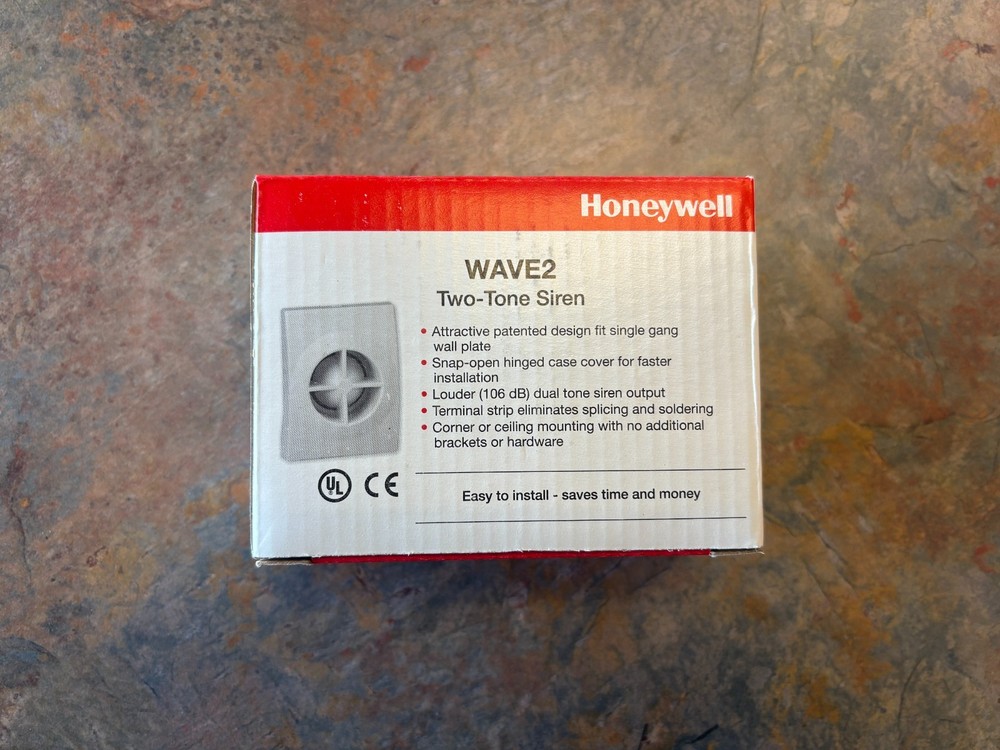 Honeywell
WAVE2
Two-Tone Siren
• Attractive patented design fit single gang
wall plate
• Snap-open hinged case cover for faster
installation
• Louder (106 dB) dual tone siren output
• Terminal strip eliminates splicing and soldering
• Corner or ceiling mounting with no additional
brackets or hardware
UL CE
Easy to install - saves time and money